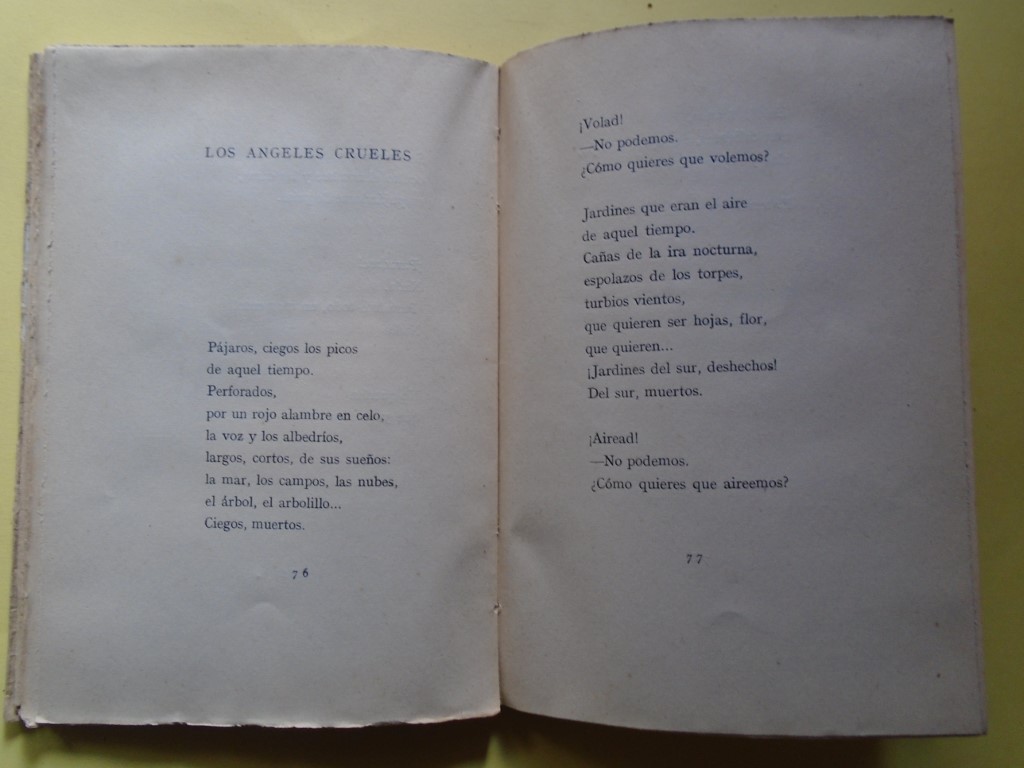 LOS ANGELES CRUELES
Pájaros, ciegos los picos
de aquel tiempo.
Perforados,
por un rojo alambre en celo,
la voz y los albedríos,
largos, cortos, de sus sueños:
la mar, los campos, las nubes,
el árbol, el arbolillo...
Ciegos, muertos.
76
¡Volad!
—No podemos.
¿Cómo quieres que volemos?
Jardines que eran el aire
de aquel tiempo.
Cañas de la ira nocturna,
espolazos de los torpes,
turbios vientos,
que quieren ser hojas, flor,
que quieren...
¡Jardines del sur, deshechos!
Del sur, muertos.
¡Airead!
—No podemos.
¿Cómo quieres que aireemos?
77